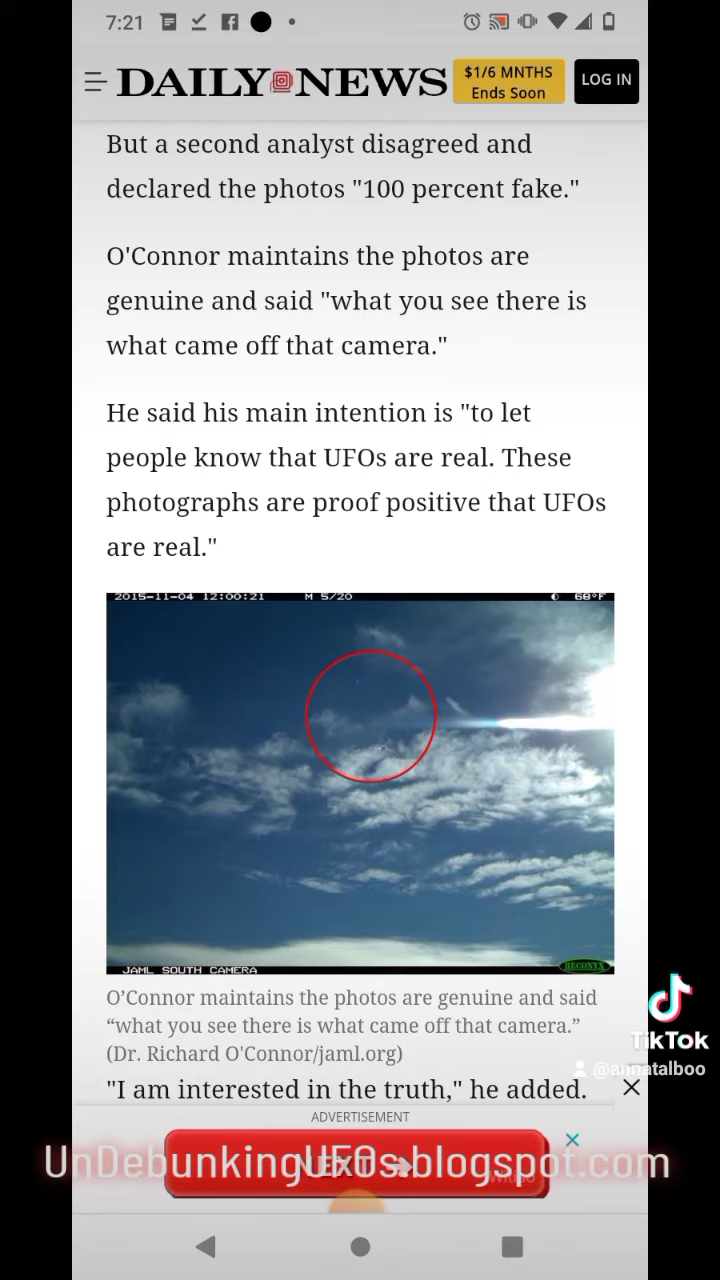 7:21
DAILY NEWS
$1/6 MNTHS
Ends Soon
LOG IN
But a second analyst disagreed and
declared the photos "100 percent fake."
O'Connor maintains the photos are
genuine and said "what you see there is
what came off that camera."
He said his main intention is "to let
people know that UFOs are real. These
photographs are proof positive that UFOs
are real."
2015-11-04 12:00:21 M 5/20 68°F
JAML SOUTH CAMERA
RECONYX
O’Connor maintains the photos are genuine and said
“what you see there is what came off that camera.”
(Dr. Richard O'Connor/jaml.org)
TikTok
@annatalboo
"I am interested in the truth," he added.
ADVERTISEMENT
NEXT
UnDebunkingUFOs.blogspot.com